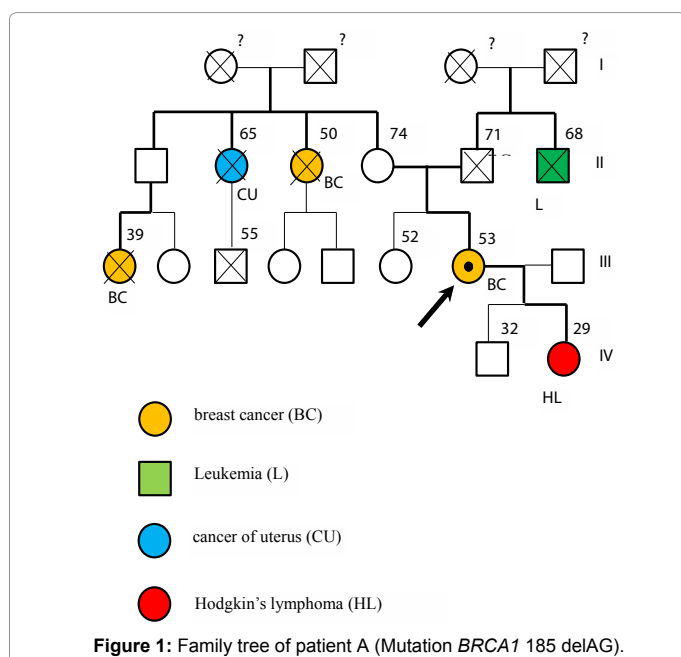 ? ? ? ? I
65 50 74 71 68
CU BC L II
39 55 52 53
BC BC III
32 29 IV
HL
breast cancer (BC)
Leukemia (L)
cancer of uterus (CU)
Hodgkin's lymphoma (HL)
Figure 1: Family tree of patient A (Mutation BRCA1 185 delAG).